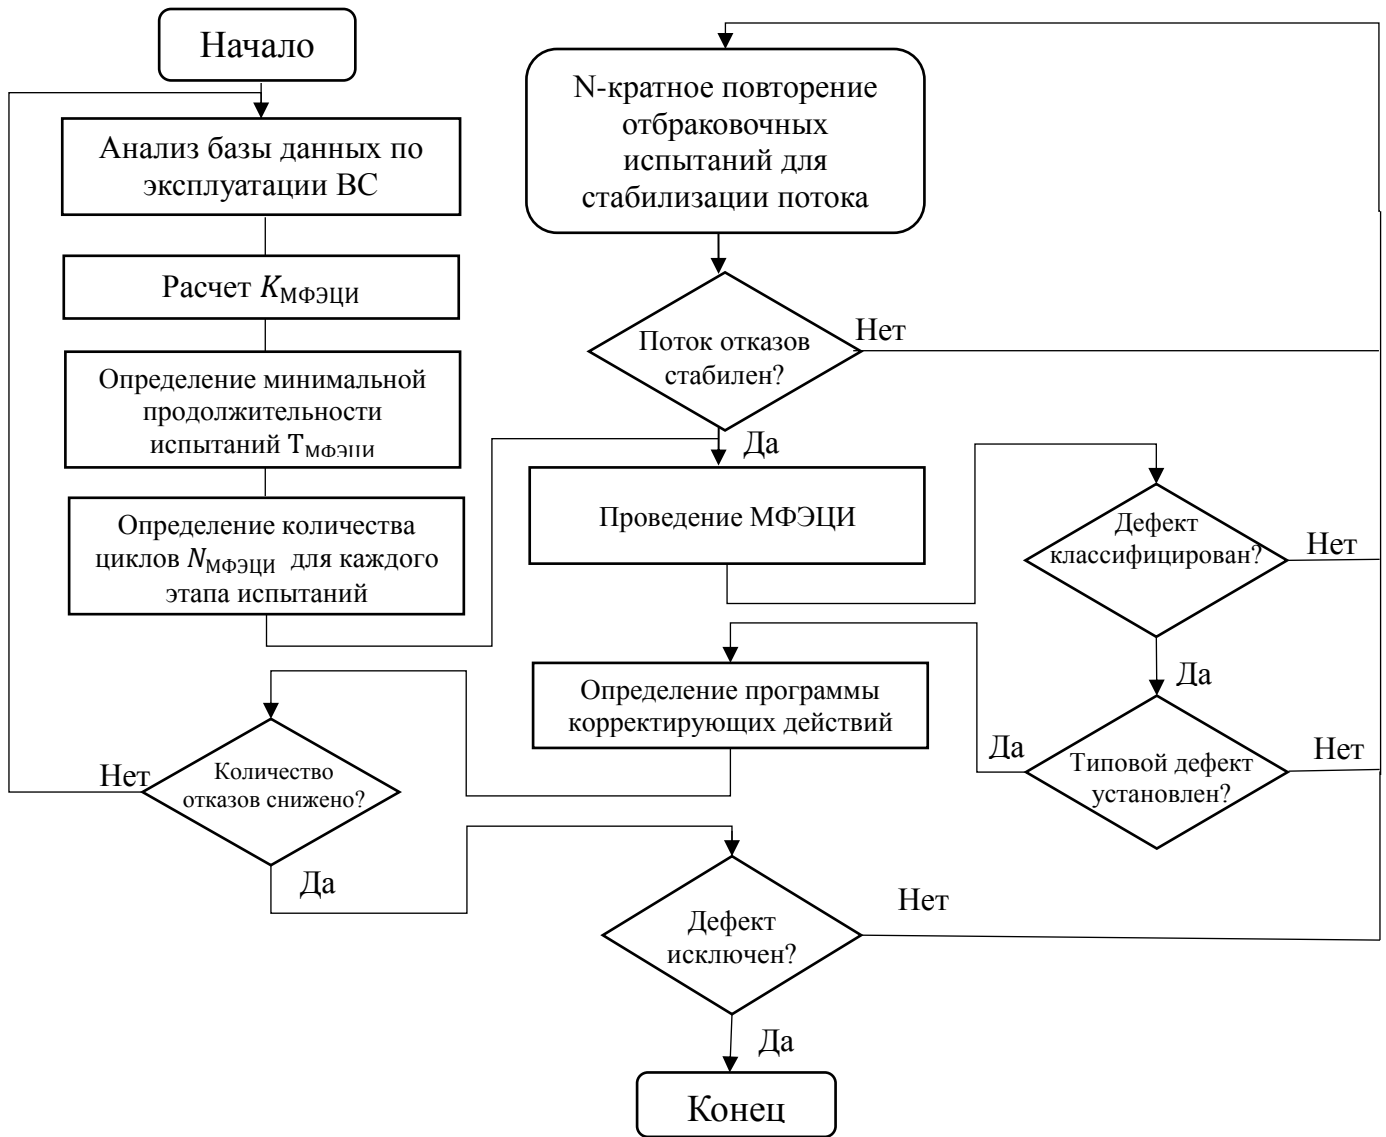 Начало
Анализ базы данных по
эксплуатации ВС
Расчет KМФЭЦИ
Определение минимальной
продолжительности
испытаний TМФЭЦИ
Определение количества
циклов NМФЭЦИ для каждого
этапа испытаний
N-кратное повторение
отбраковочных
испытаний для
стабилизации потока
Поток отказов
стабилен?
Нет
Да
Проведение МФЭЦИ
Дефект
классифицирован?
Нет
Да
Типовой дефект
установлен?
Нет
Да
Определение программы
корректирующих действий
Количество
отказов снижено?
Нет
Да
Дефект
исключен?
Нет
Да
Конец